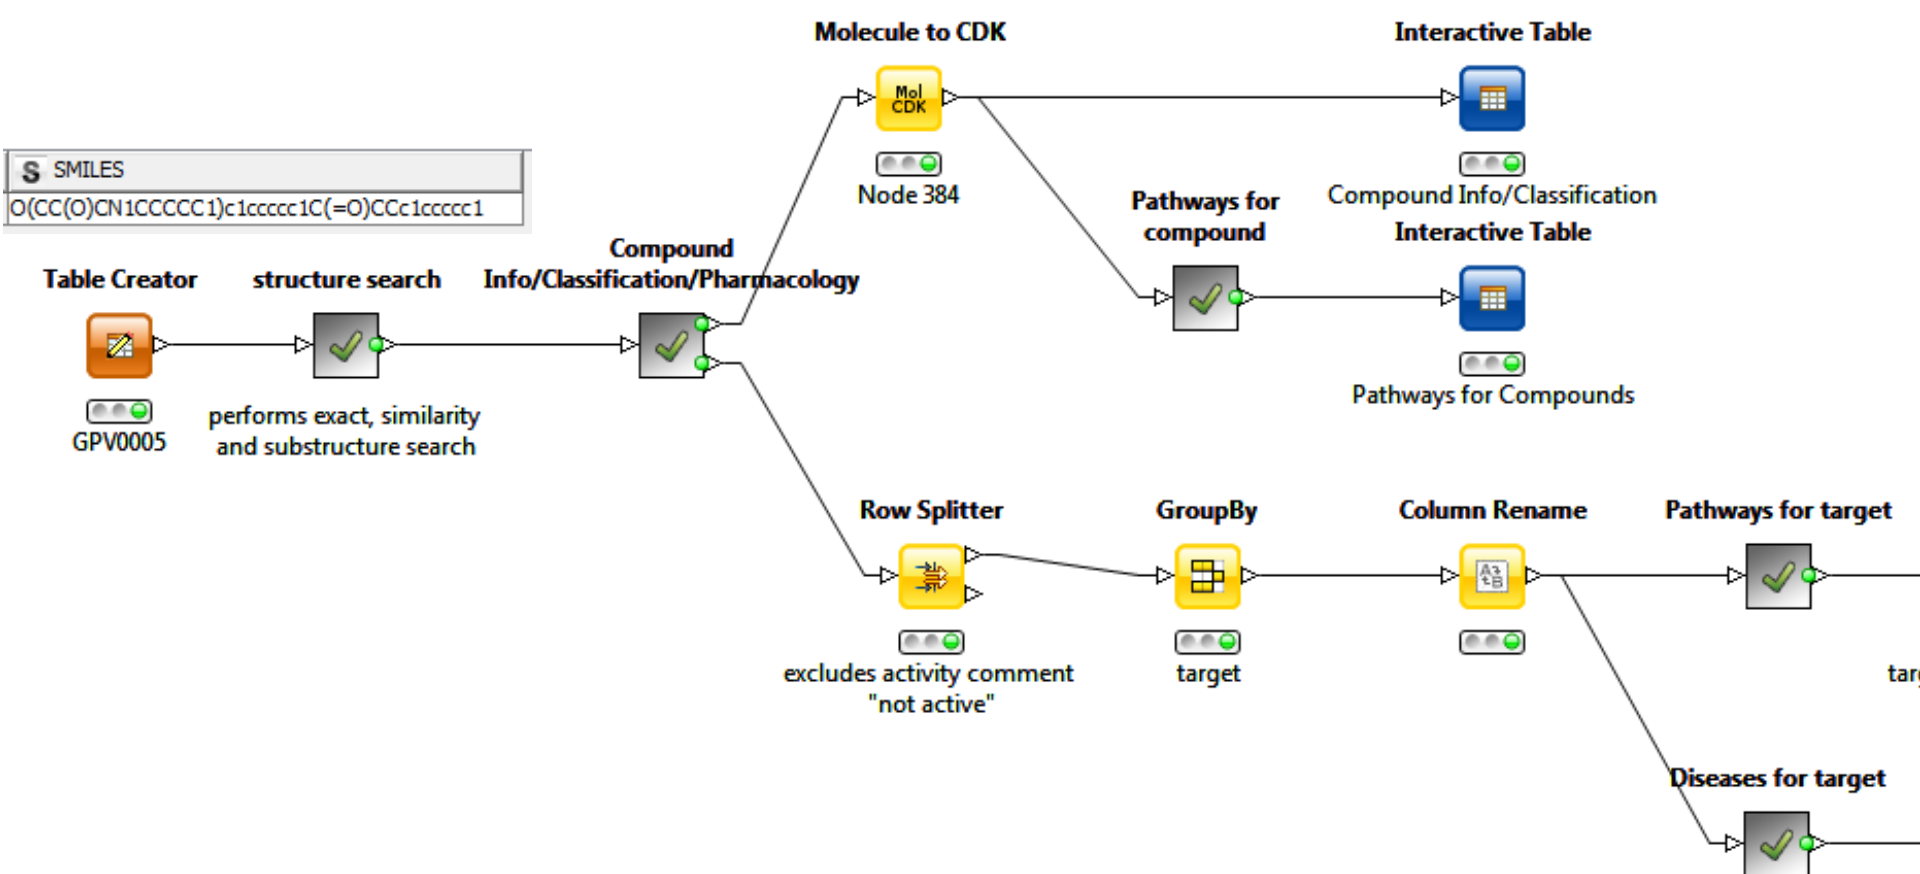 Molecule to CDK
Interactive Table
Mol
CDK
Node 384
Compound Info/Classification
S SMILES
O(CC(O)CN1CCCCC1)c1ccccc1C(=O)CCc1ccccc1
Pathways for
compound
Interactive Table
Pathways for Compounds
Table Creator
GPV0005
structure search
performs exact, similarity
and substructure search
Compound
Info/Classification/Pharmacology
Row Splitter
excludes activity comment
"not active"
GroupBy
target
Column Rename
Pathways for target
Diseases for target